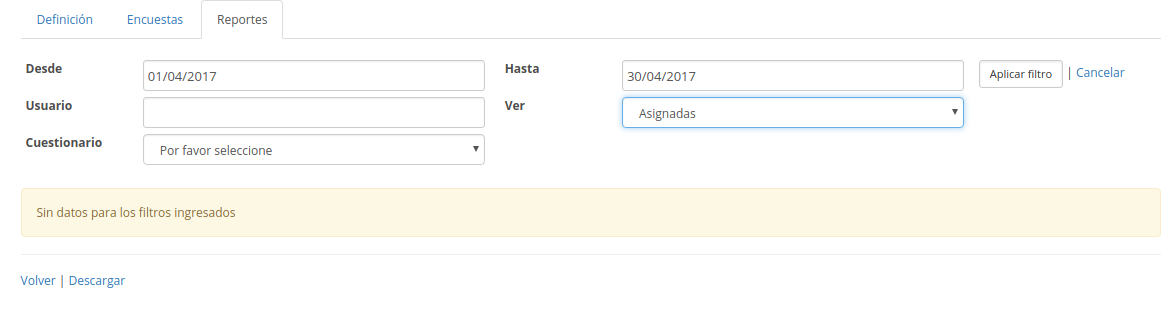 Definición Encuestas Reportes
Desde 01/04/2017 Hasta 30/04/2017 Aplicar filtro | Cancelar
Usuario Ver Asignadas
Cuestionario Por favor seleccione
Sin datos para los filtros ingresados
Volver | Descargar